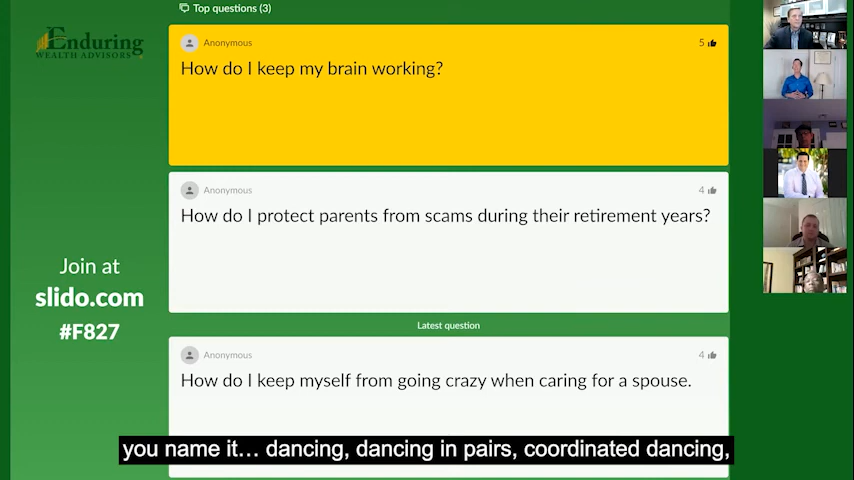 Top questions (3)
Enduring
WEALTH ADVISORS
Anonymous
5
How do I keep my brain working?
Anonymous
4
How do I protect parents from scams during their retirement years?
Join at
slido.com
#F827
Latest question
Anonymous
4
How do I keep myself from going crazy when caring for a spouse.
you name it... dancing, dancing in pairs, coordinated dancing,